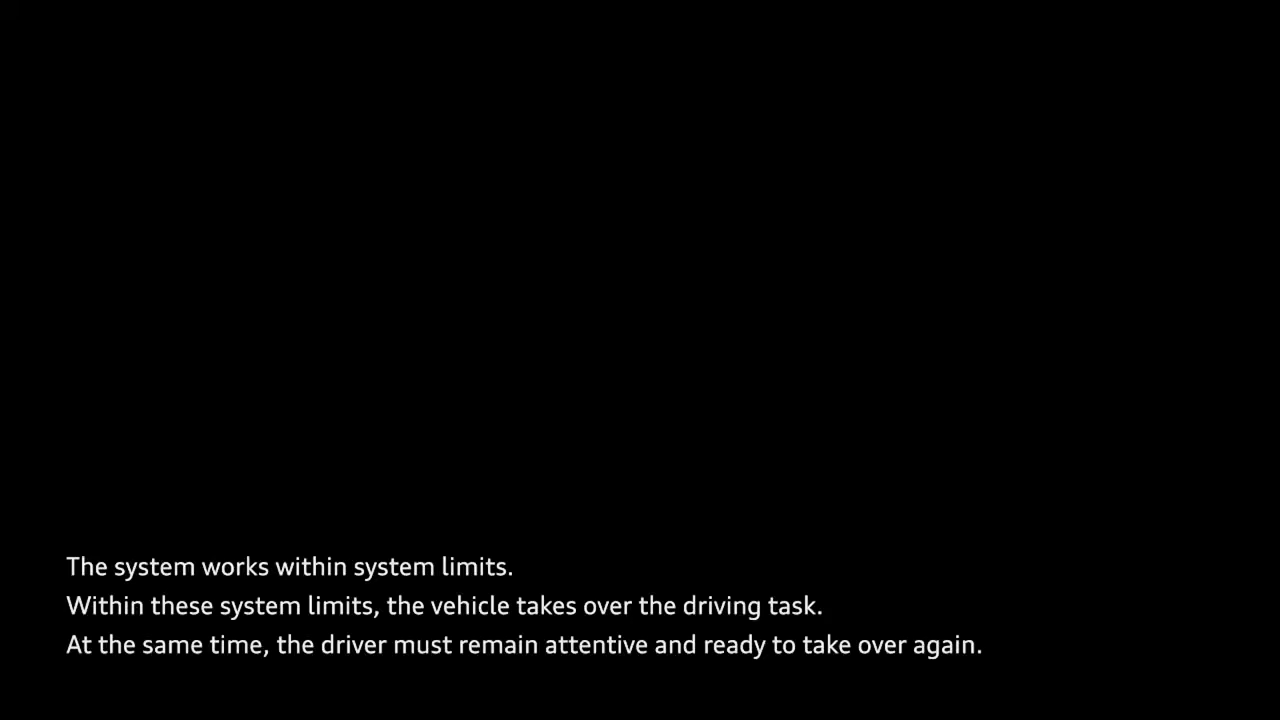 The system works within system limits.
Within these system limits, the vehicle takes over the driving task.
At the same time, the driver must remain attentive and ready to take over again.